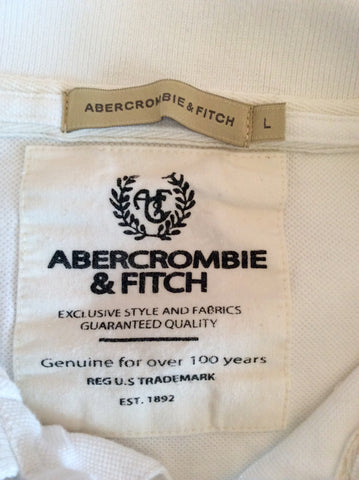 ABERCROMBIE & FITCH L
A&F
ABERCROMBIE
& FITCH
EXCLUSIVE STYLE AND FABRICS
GUARANTEED QUALITY
Genuine for over 100 years
REG U.S TRADEMARK
EST. 1892